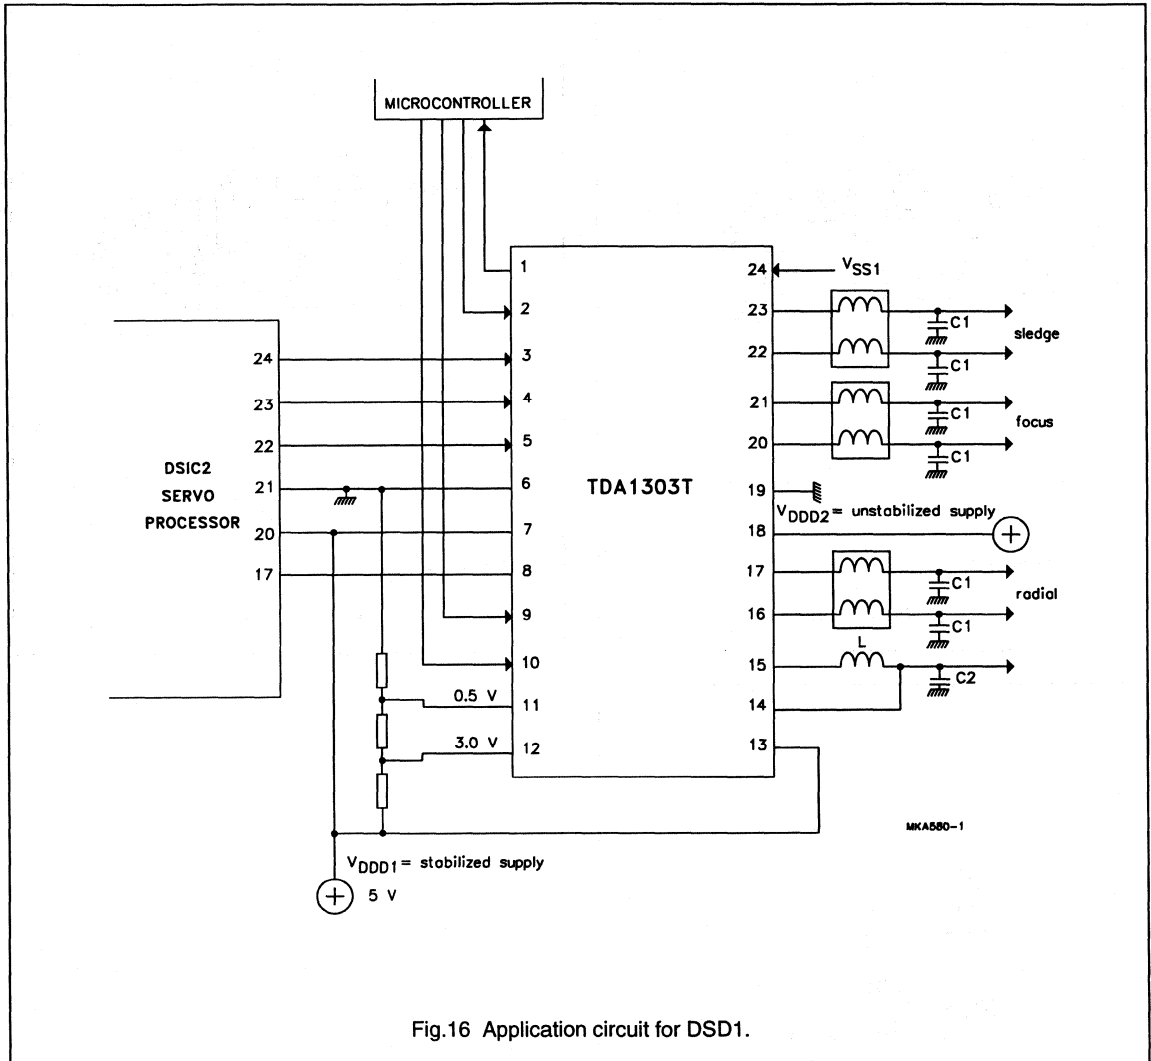 MICROCONTROLLER
1
2
3
4
5
6
7
8
9
10
11
12
24
23
22
21
20
17
DSIC2
SERVO
PROCESSOR
0.5 V
3.0 V
TDA1303T
24
23
22
21
20
19
18
17
16
15
14
13
VSS1
C1
sledge
C1
C1
focus
C1
VDDD2 = unstabilized supply
C1
radial
C1
L
C2
MKA580-1
VDDD1 = stabilized supply
5 V
Fig.16 Application circuit for DSD1.